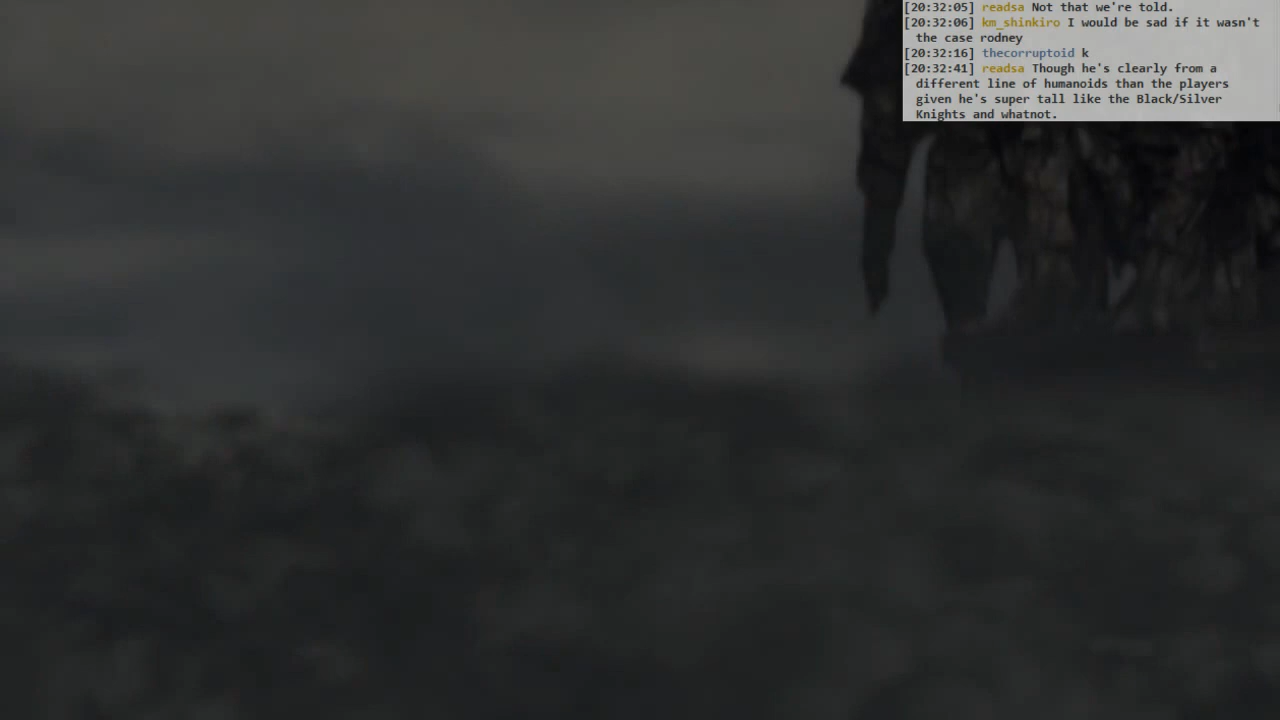 [20:32:05] readsa Not that we're told.
[20:32:06] km_shinkiro I would be sad if it wasn't
the case rodney
[20:32:16] thecorruptoid k
[20:32:41] readsa Though he's clearly from a
different line of humanoids than the players
given he's super tall like the Black/Silver
Knights and whatnot.